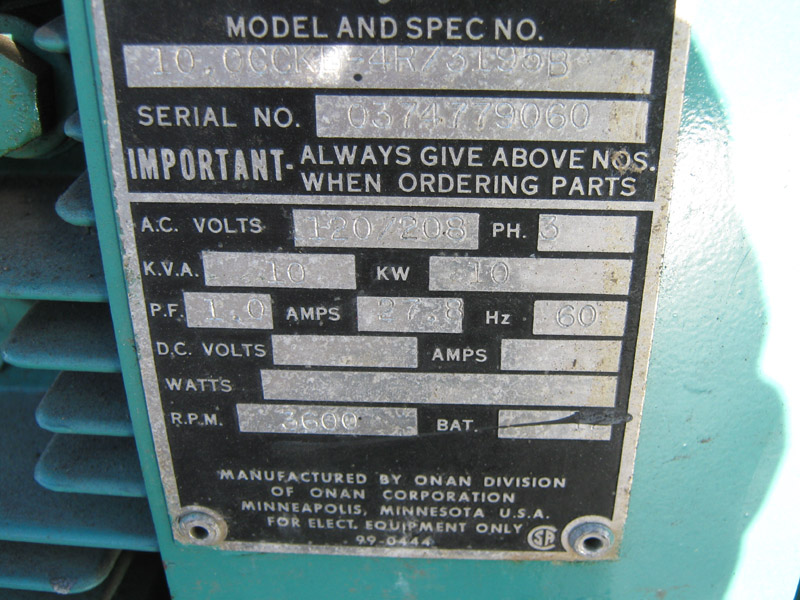 MODEL AND SPEC NO.
SERIAL NO. 0374779060
IMPORTANT- ALWAYS GIVE ABOVE NOS.
WHEN ORDERING PARTS
A.C. VOLTS 120/208 PH. 3
K.V.A. 10 KW 10
P.F. 1.0 AMPS 27.8 Hz 60
D.C. VOLTS AMPS
WATTS
R.P.M. 3600 BAT.
MANUFACTURED BY ONAN DIVISION
OF ONAN CORPORATION
MINNEAPOLIS, MINNESOTA U.S.A.
FOR ELECT. EQUIPMENT ONLY
99-0444